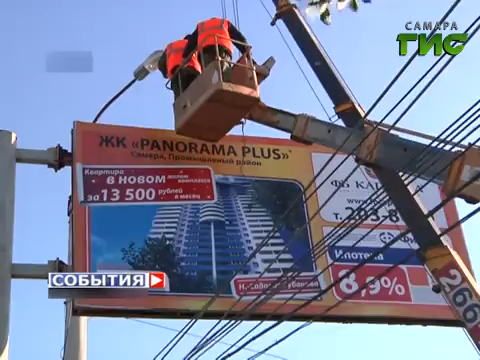 САМАРА
ГИС
ЖК «PANORAMA PLUS»
Самара, Промышленный район
Квартира
в НОВОМ жилом комплексе
за 13 500 рублей в месяц
т. 203-8
Ипотека
8,9%
СОБЫТИЯ
266